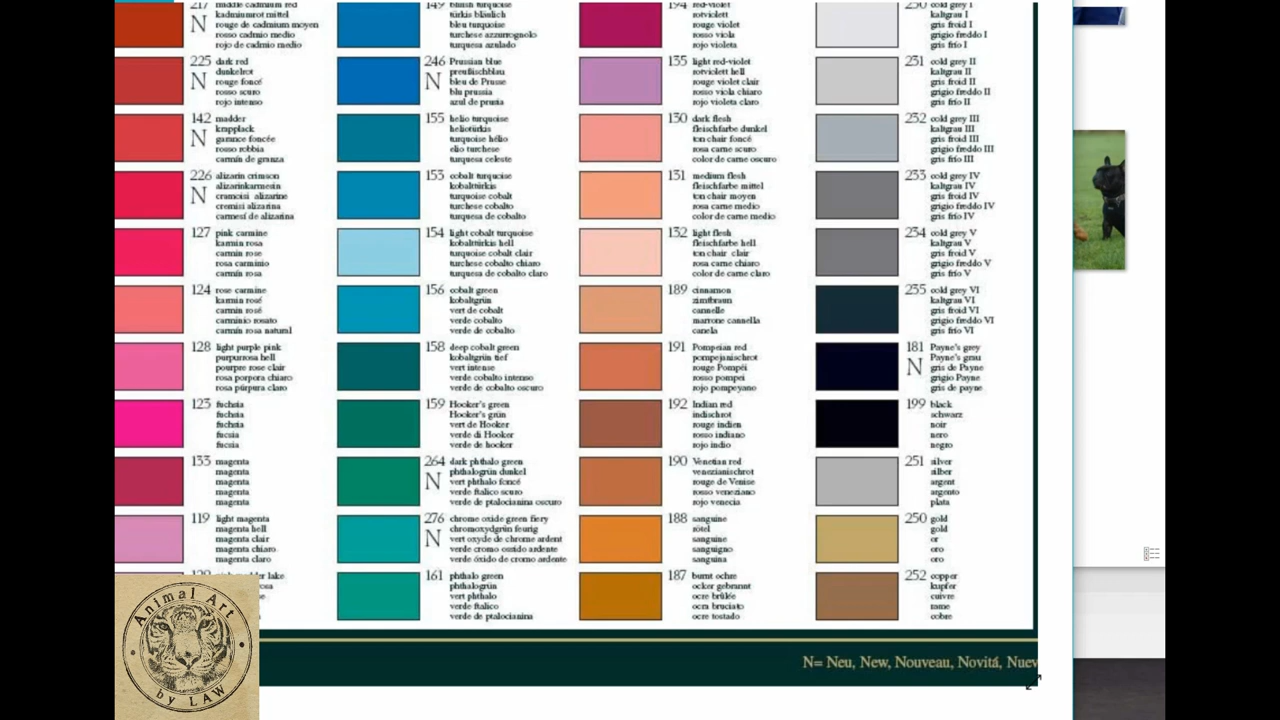 217 middle cadmium red
N kadmiumrot mittel
rouge de cadmium moyen
rosso cadmio medio
rojo de cadmio medio
225 dark red
N dunkelrot
rouge foncé
rosso scuro
rojo intenso
142 madder
N krapplack
garance foncée
rosso robbia
carmín de granza
226 alizarin crimson
N alizarinkarmesin
cramoisi alizarine
cremisi alizarina
carmesí de alizarina
127 pink carmine
karmin rosa
carmin rose
rosa carminio
carmín rosa
124 rose carmine
karmin rosé
carmin rosé
carminio rosato
carmín rosa natural
128 light purple pink
purpurrosa hell
pourpre rose clair
rosa porpora chiaro
rosa púrpura claro
123 fuchsia
fuchsia
fuchsia
fucsia
fucsia
133 magenta
magenta
magenta
magenta
magenta
119 light magenta
magenta hell
magenta clair
magenta chiaro
magenta claro
lake
149 bluish turquoise
türkis bläulich
bleu turquoise
turchese azzurrognolo
turquesa azulado
246 Prussian blue
N preußischblau
bleu de Prusse
blu prussia
azul de prusia
155 helio turquoise
heliotürkis
turquoise hélio
elio turchese
turquesa celeste
153 cobalt turquoise
kobalttürkis
turquoise cobalt
turchese cobalto
turquesa de cobalto
154 light cobalt turquoise
kobalttürkis hell
turquoise cobalt clair
turchese cobalto chiaro
turquesa de cobalto claro
156 cobalt green
kobaltgrün
vert de cobalt
verde cobalto
verde de cobalto
158 deep cobalt green
kobaltgrün tief
vert intense
verde cobalto intenso
verde de cobalto oscuro
159 Hooker's green
Hooker's grün
vert de Hooker
verde di Hooker
verde de hooker
264 dark phthalo green
N phthalogrün dunkel
vert phthalo foncé
verde ftalico scuro
verde de ptalocianina oscuro
276 chrome oxide green fiery
N chromoxydgrün feurig
vert oxyde de chrome ardent
verde cromo ossido ardente
verde óxido de cromo ardente
161 phthalo green
phthalogrün
vert phthalo
verde ftalico
verde de ptalocianina
194 red-violet
rotviolett
rouge violet
rosso viola
rojo violeta
135 light red-violet
rotviolett hell
rouge violet clair
rosso viola chiaro
rojo violeta claro
130 dark flesh
fleischfarbe dunkel
ton chair foncé
rosa carne scuro
color de carne oscuro
131 medium flesh
fleischfarbe mittel
ton chair moyen
rosa carne medio
color de carne medio
132 light flesh
fleischfarbe hell
ton chair clair
rosa carne chiaro
color de carne claro
189 cinnamon
zimtbraun
cannelle
marrone cannella
canela
191 Pompeian red
pompejanischrot
rouge Pompéi
rosso pompei
rojo pompeyano
192 Indian red
indischrot
rouge indien
rosso indiano
rojo indio
190 Venetian red
venezianischrot
rouge de Venise
rosso veneziano
rojo venecia
188 sanguine
rötel
sanguine
sanguigno
sanguina
187 burnt ochre
ocker gebrannt
ocre brûlée
ocra bruciato
ocre tostado
250 cold grey I
kaltgrau I
gris froid I
grigio freddo I
gris frío I
251 cold grey II
kaltgrau II
gris froid II
grigio freddo II
gris frío II
252 cold grey III
kaltgrau III
gris froid III
grigio freddo III
gris frío III
253 cold grey IV
kaltgrau IV
gris froid IV
grigio freddo IV
gris frío IV
254 cold grey V
kaltgrau V
gris froid V
grigio freddo V
gris frío V
255 cold grey VI
kaltgrau VI
gris froid VI
grigio freddo VI
gris frío VI
181 Payne's grey
N Payne's grau
gris de Payne
grigio Payne
gris de payne
199 black
schwarz
noir
nero
negro
251 silver
silber
argent
argento
plata
250 gold
gold
or
oro
oro
252 copper
kupfer
cuivre
rame
cobre
N= Neu, New, Nouveau, Novitá, Nuev
Animal Art
by LAW